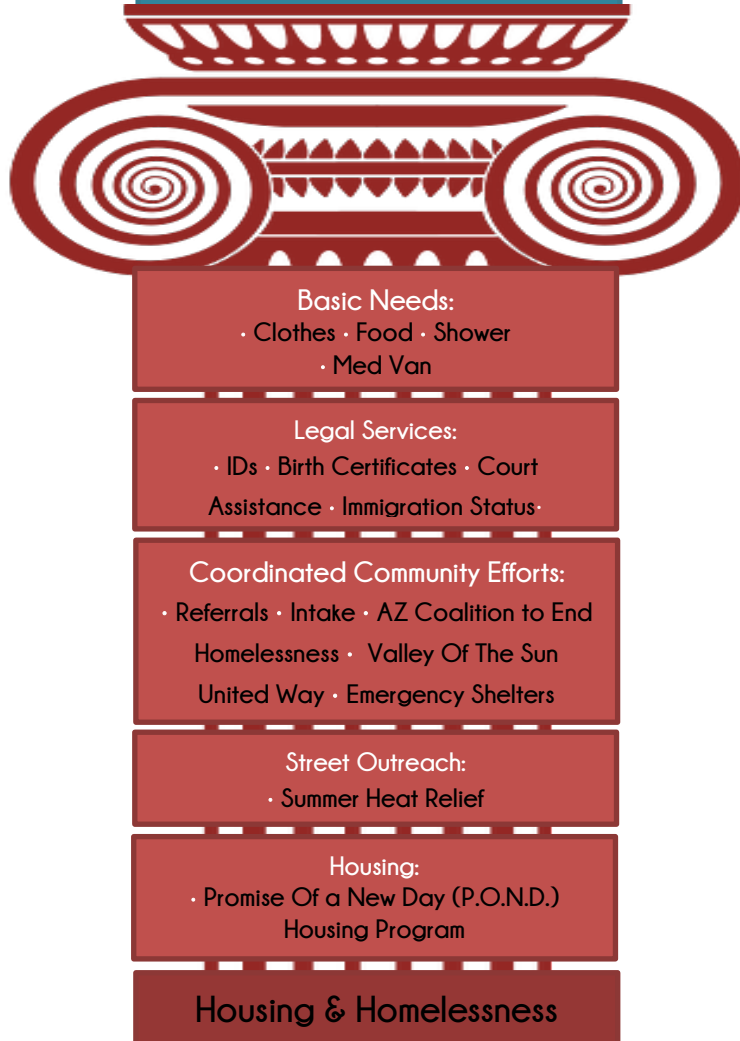 Basic Needs:
· Clothes · Food · Shower
· Med Van
Legal Services:
· IDs · Birth Certificates · Court
Assistance · Immigration Status·
Coordinated Community Efforts:
· Referrals · Intake · AZ Coalition to End
Homelessness · Valley Of The Sun
United Way · Emergency Shelters
Street Outreach:
· Summer Heat Relief
Housing:
· Promise Of a New Day (P.O.N.D.)
Housing Program
Housing & Homelessness